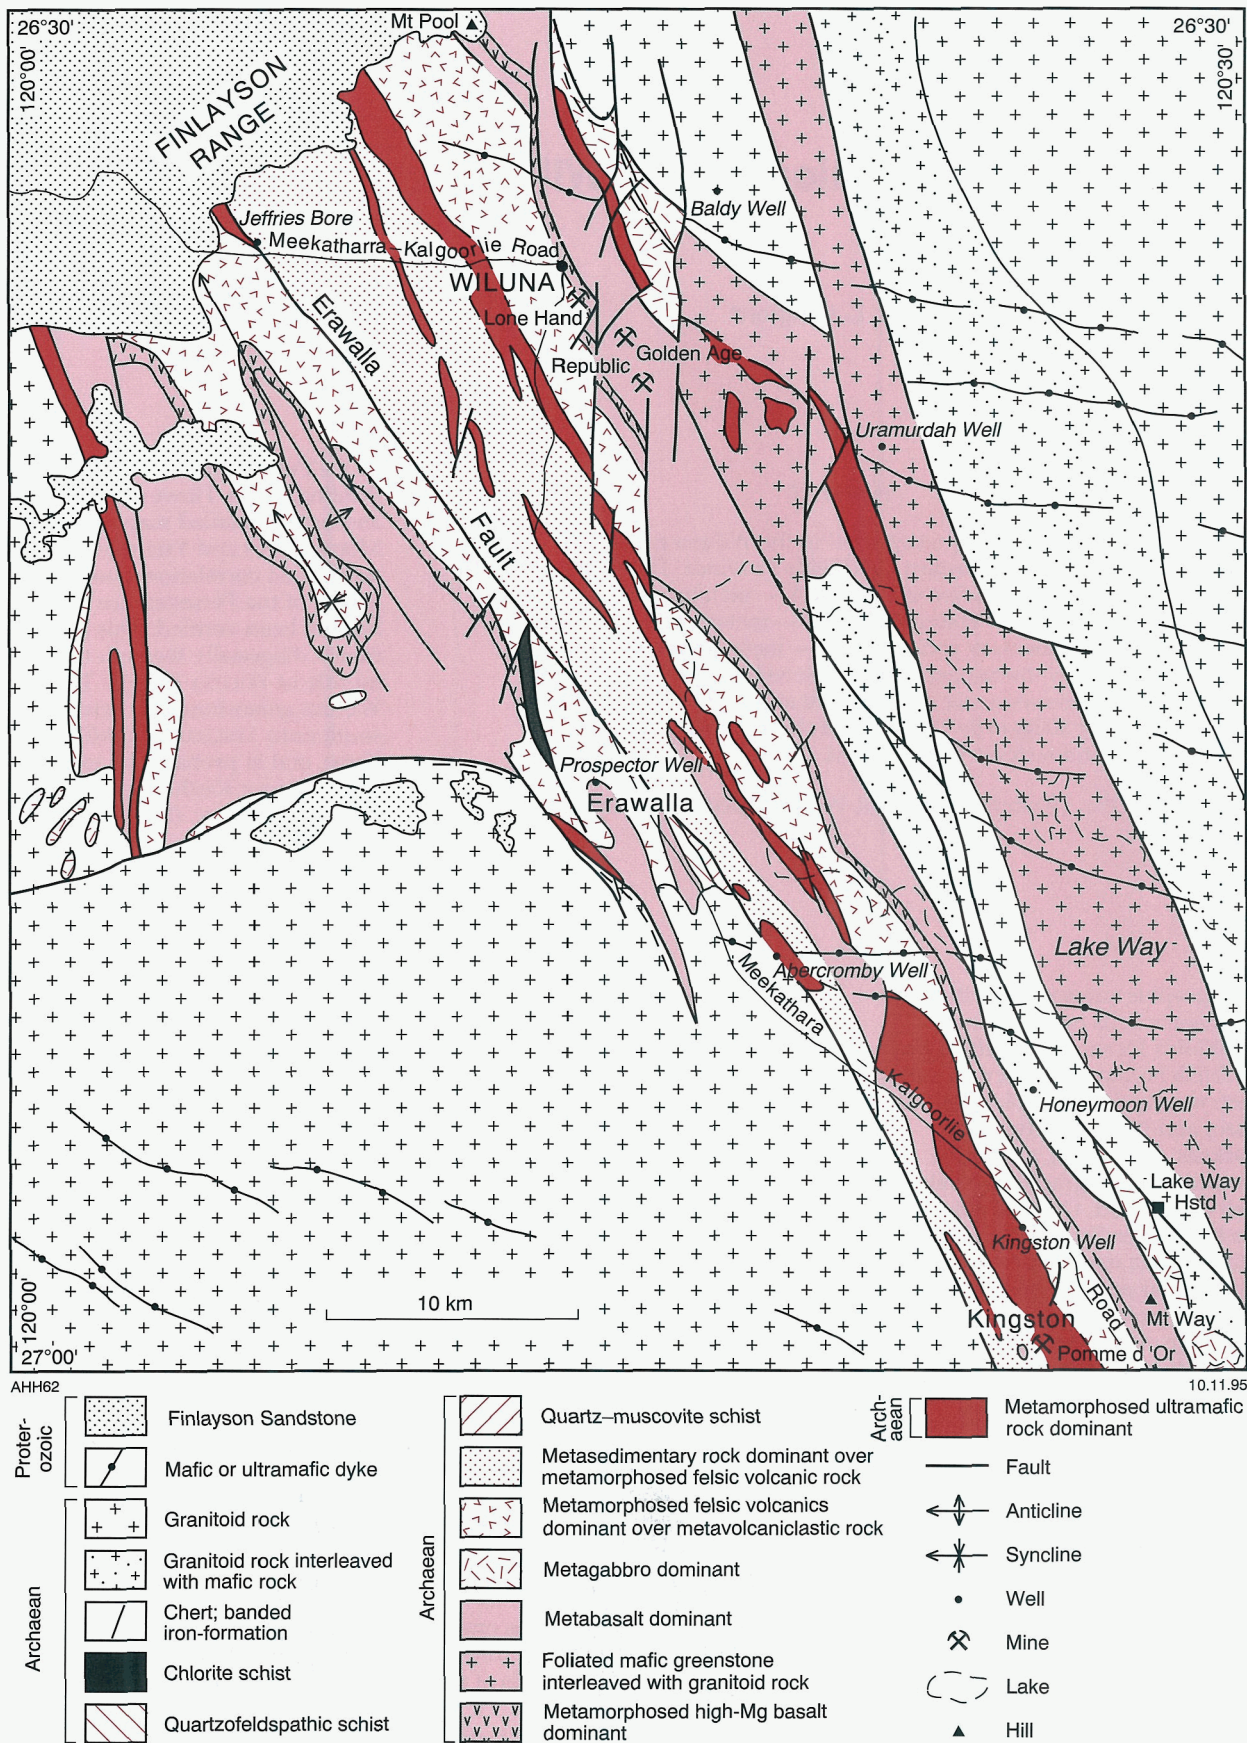 26°30'
Mt Pool
26°30'
120°00'
120°30'
FINLAYSON
RANGE
Baldy Well
Jeffries Bore
Meekatharra–Kalgoorlie Road
WILUNA
Lone Hand
Erawalla
Golden Age
Republic
Uramurdah Well
Fault
Prospector Well
Erawalla
Lake Way
Abercromby Well
Meekathara
Kalgoorlie
Honeymoon Well
Lake Way
Hstd
Kingston Well
Road
10 km
Kingston
Mt Way
Pomme d 'Or
120°00'
27°00'
AHH62
10.11.95
Proter-
ozoic
Finlayson Sandstone
Mafic or ultramafic dyke
Archaean
Granitoid rock
Granitoid rock interleaved
with mafic rock
Chert; banded
iron-formation
Chlorite schist
Quartzofeldspathic schist
Archaean
Quartz–muscovite schist
Metasedimentary rock dominant over
metamorphosed felsic volcanic rock
Metamorphosed felsic volcanics
dominant over metavolcaniclastic rock
Metagabbro dominant
Metabasalt dominant
Foliated mafic greenstone
interleaved with granitoid rock
Metamorphosed high-Mg basalt
dominant
Arch-
aean
Metamorphosed ultramafic
rock dominant
Fault
Anticline
Syncline
Well
Mine
Lake
Hill